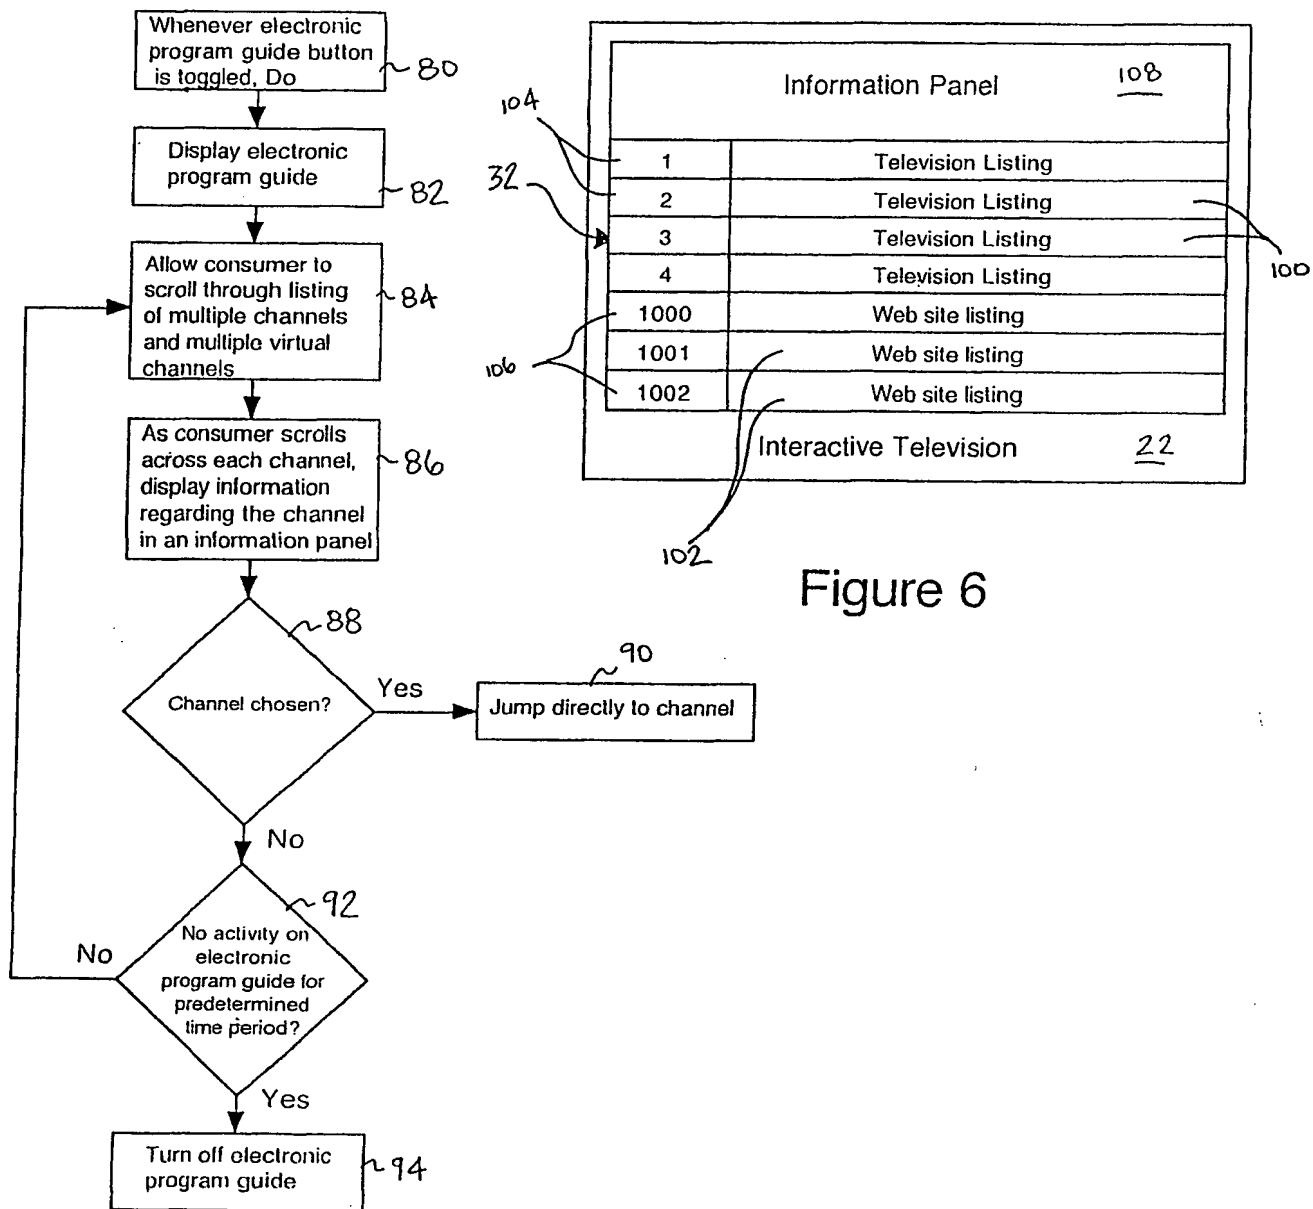 Whenever electronic
program guide button
is toggled, Do
80
Display electronic
program guide
82
Allow consumer to
scroll through listing
of multiple channels
and multiple virtual
channels
84
As consumer scrolls
across each channel,
display information
regarding the channel
in an information panel
86
88
Channel chosen?
Yes
90
Jump directly to channel
No
92
No activity on
electronic
program guide for
predetermined
time period?
No
Yes
Turn off electronic
program guide
94
Information Panel 108
104
1 Television Listing
2 Television Listing
32
3 Television Listing
100
4 Television Listing
1000 Web site listing
106
1001 Web site listing
1002 Web site listing
Interactive Television 22
102
Figure 6